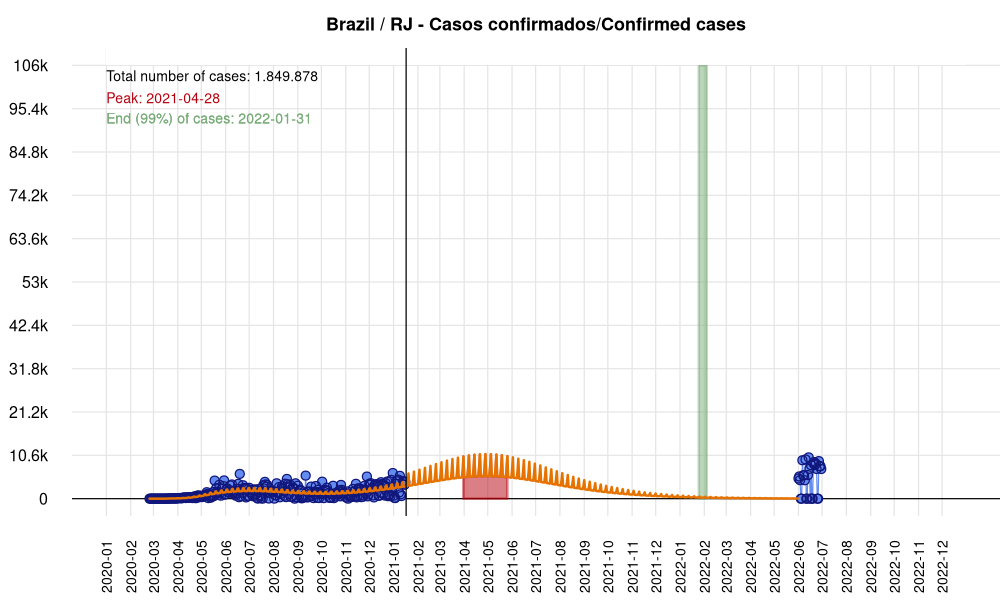 Brazil / RJ - Casos confirmados/Confirmed cases
Total number of cases: 1.849.878
Peak: 2021-04-28
End (99%) of cases: 2022-01-31
106k
95.4k
84.8k
74.2k
63.6k
53k
42.4k
31.8k
21.2k
10.6k
0
2020-01
2020-02
2020-03
2020-04
2020-05
2020-06
2020-07
2020-08
2020-09
2020-10
2020-11
2020-12
2021-01
2021-02
2021-03
2021-04
2021-05
2021-06
2021-07
2021-08
2021-09
2021-10
2021-11
2021-12
2022-01
2022-02
2022-03
2022-04
2022-05
2022-06
2022-07
2022-08
2022-09
2022-10
2022-11
2022-12